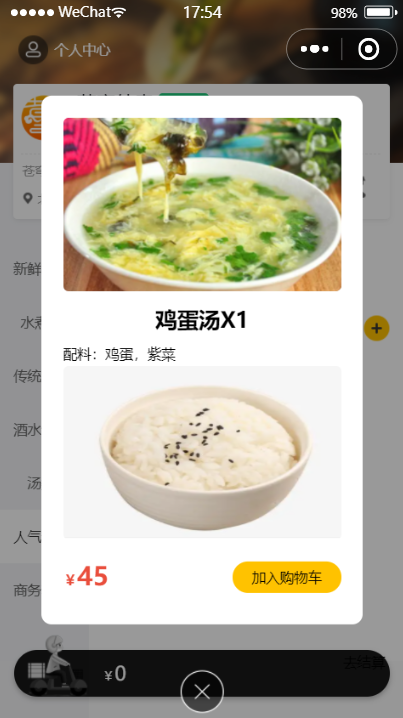 WeChat 17:54 98%
个人中心
新鲜
水煮
传统
酒水
汤
人气
商务
鸡蛋汤X1
配料：鸡蛋，紫菜
¥45
加入购物车
¥0
去结算